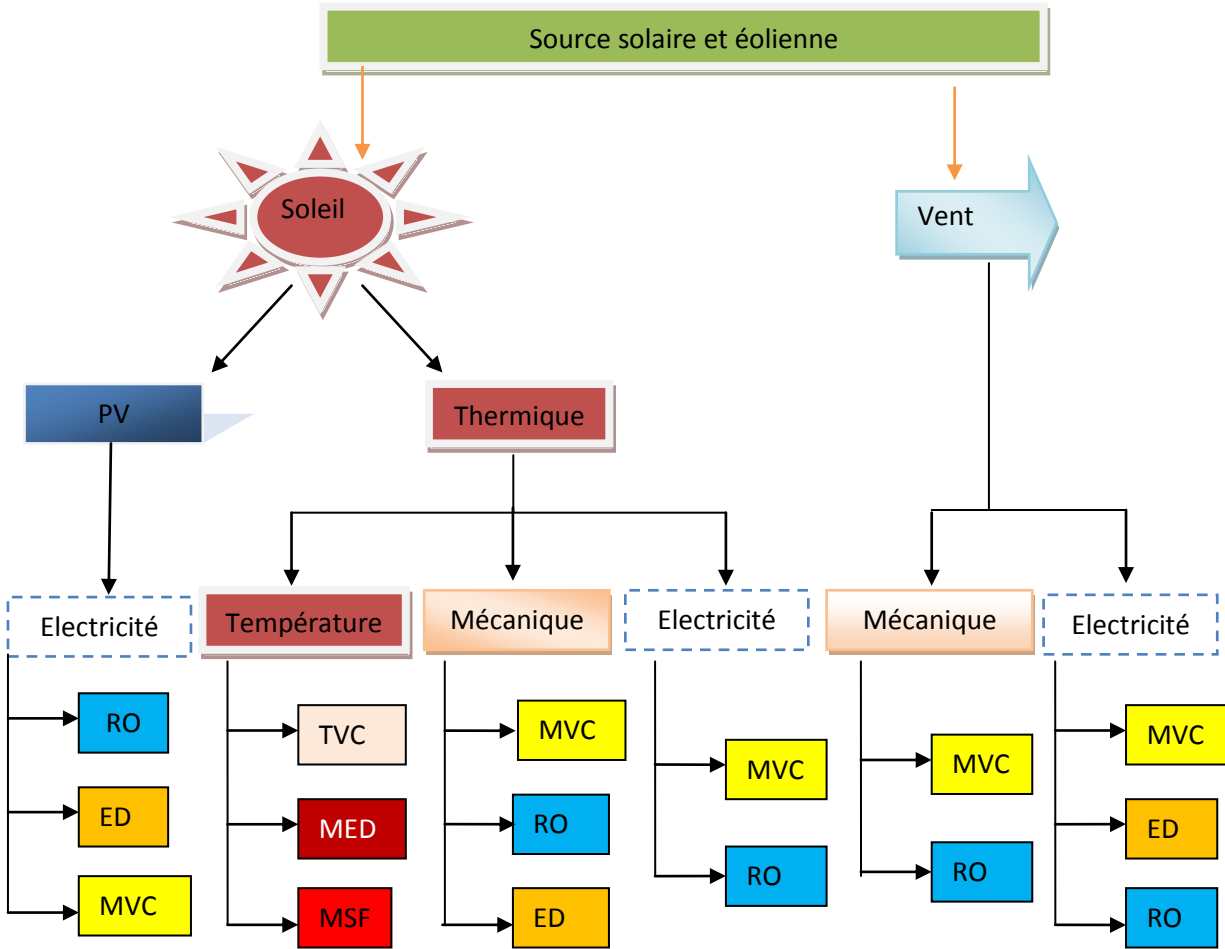 Source solaire et éolienne
Soleil
Vent
PV
Thermique
Electricité
Température
Mécanique
Electricité
Mécanique
Electricité
RO
ED
MVC
TVC
MED
MSF
MVC
RO
ED
MVC
RO
MVC
RO
MVC
ED
RO